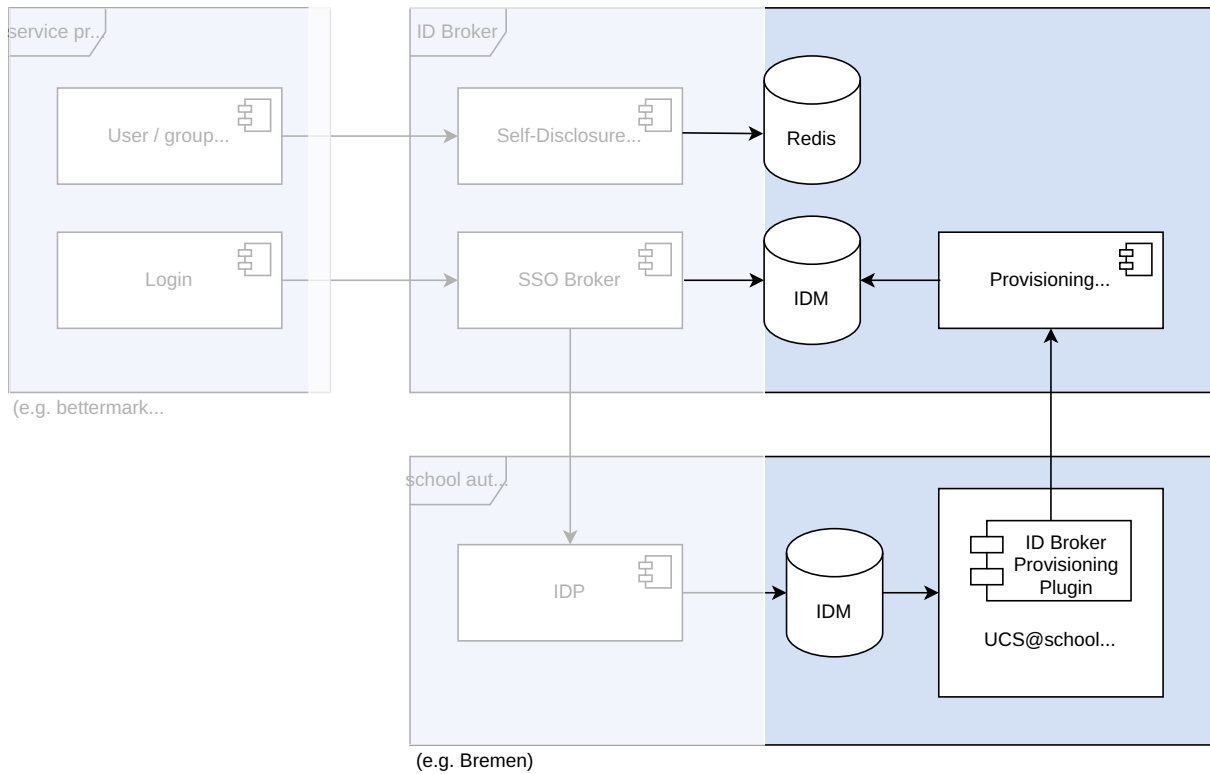 service pr...
ID Broker
User / group...
Self-Disclosure...
Redis
Login
SSO Broker
IDM
Provisioning...
(e.g. bettermark...
school aut...
IDP
IDM
ID Broker
Provisioning
Plugin
UCS@school...
(e.g. Bremen)